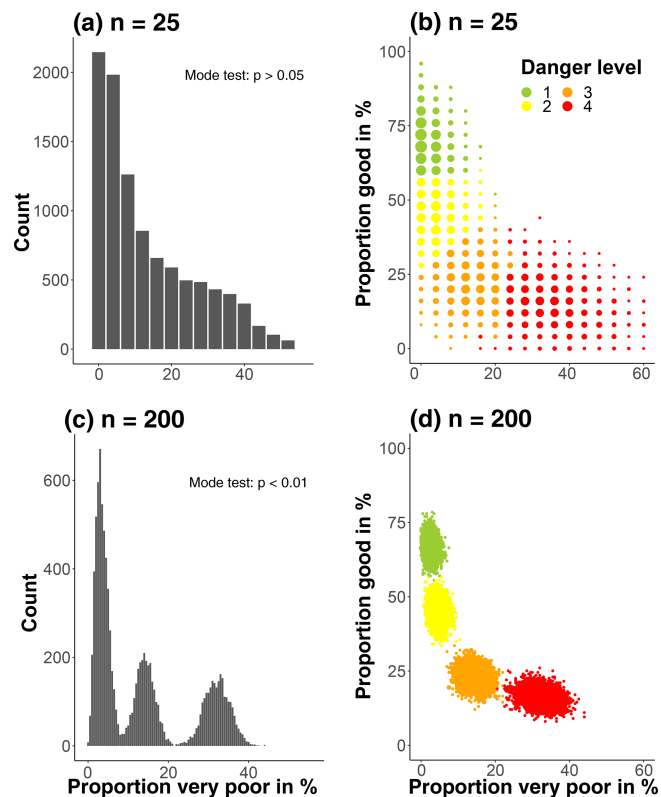 (a) n = 25
Mode test: p > 0.05
Count
2000
1500
1000
500
0
0
20
40
(b) n = 25
Danger level
1
3
2
4
Proportion good in %
100
75
50
25
0
0
20
40
60
(c) n = 200
Mode test: p < 0.01
Count
600
400
200
0
0
20
40
60
Proportion very poor in %
(d) n = 200
Proportion good in %
100
75
50
25
0
0
20
40
60
Proportion very poor in %